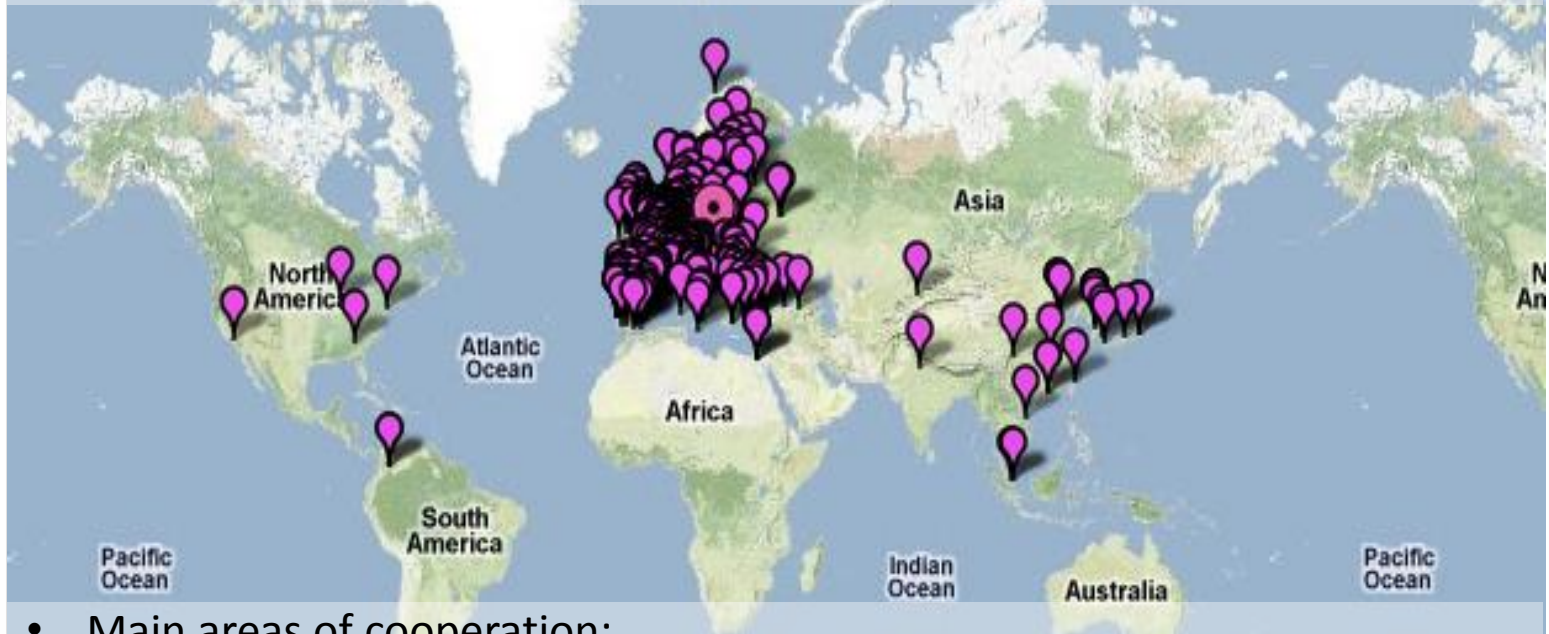 Asia
North
America
N
Am
Atlantic
Ocean
Africa
South
America
Pacific
Ocean
Indian
Ocean
Australia
Pacific
Ocean
• Main areas of cooperation: